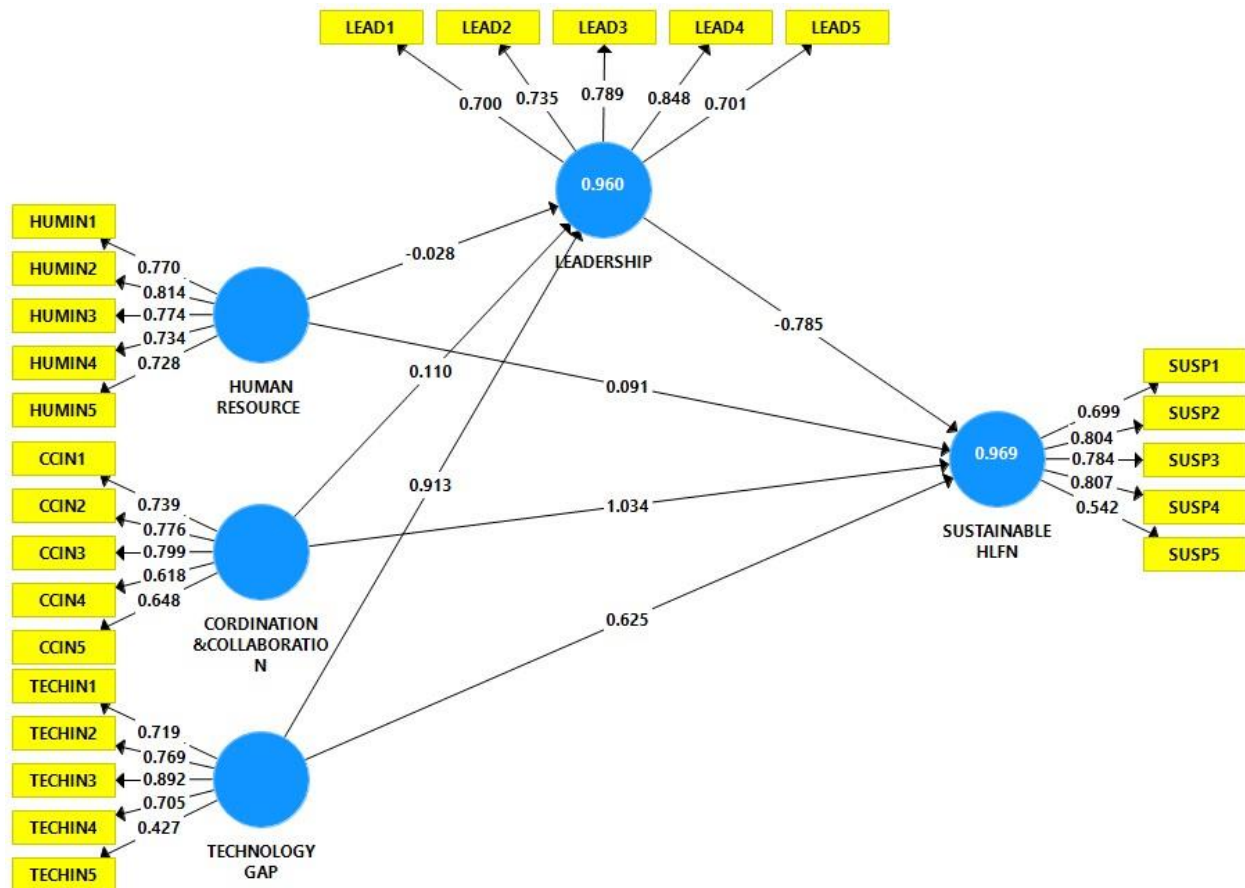 LEAD1
LEAD2
LEAD3
LEAD4
LEAD5
0.700
0.735
0.789
0.848
0.701
0.960
LEADERSHIP
HUMIN1
HUMIN2
HUMIN3
HUMIN4
HUMIN5
0.770
0.814
0.774
0.734
0.728
HUMAN
RESOURCE
-0.028
0.110
0.913
-0.785
0.091
1.034
0.625
CCIN1
CCIN2
CCIN3
CCIN4
CCIN5
0.739
0.776
0.799
0.618
0.648
CORDINATION
&COLLABORATIO
N
TECHIN1
TECHIN2
TECHIN3
TECHIN4
TECHIN5
0.719
0.769
0.892
0.705
0.427
TECHNOLOGY
GAP
0.969
SUSTAINABLE
HLFN
0.699
0.804
0.784
0.807
0.542
SUSP1
SUSP2
SUSP3
SUSP4
SUSP5